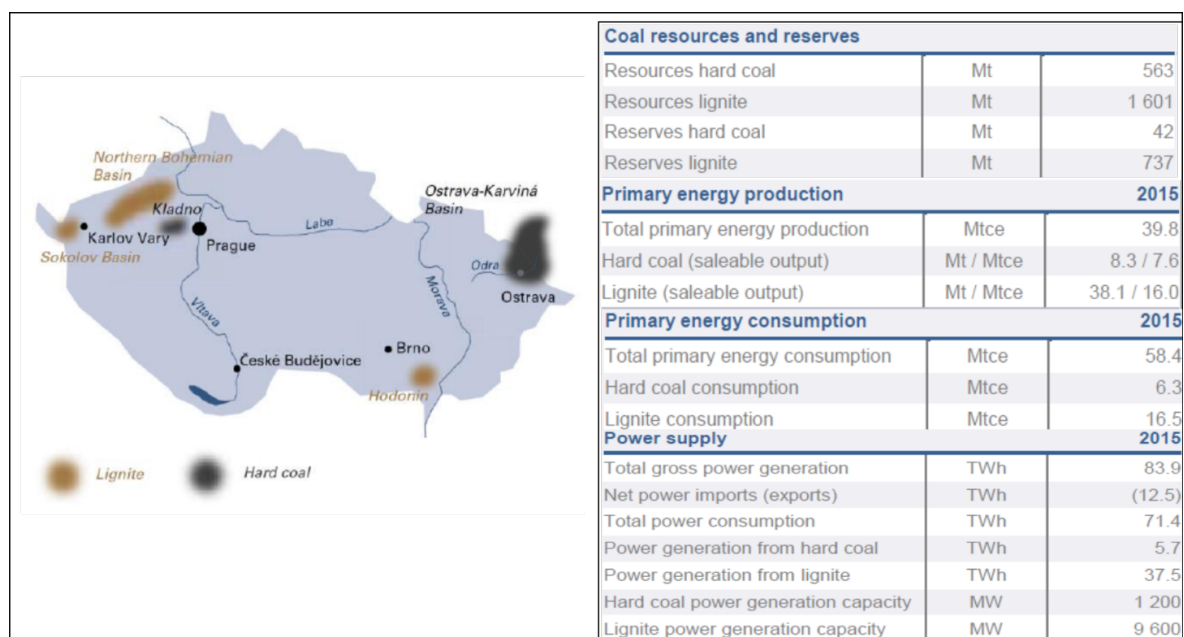 Northern Bohemian
Basin
Kladno
Karlov Vary
Prague
Sokolov Basin
Labe
Ostrava-Karviná
Basin
Odra
Ostrava
Vltava
Morava
České Budějovice
Brno
Hodonín
Lignite
Hard coal
Coal resources and reserves
Resources hard coal Mt 563
Resources lignite Mt 1 601
Reserves hard coal Mt 42
Reserves lignite Mt 737
Primary energy production 2015
Total primary energy production Mtce 39.8
Hard coal (saleable output) Mt / Mtce 8.3 / 7.6
Lignite (saleable output) Mt / Mtce 38.1 / 16.0
Primary energy consumption 2015
Total primary energy consumption Mtce 58.4
Hard coal consumption Mtce 6.3
Lignite consumption Mtce 16.5
Power supply 2015
Total gross power generation TWh 83.9
Net power imports (exports) TWh (12.5)
Total power consumption TWh 71.4
Power generation from hard coal TWh 5.7
Power generation from lignite TWh 37.5
Hard coal power generation capacity MW 1 200
Lignite power generation capacity MW 9 600